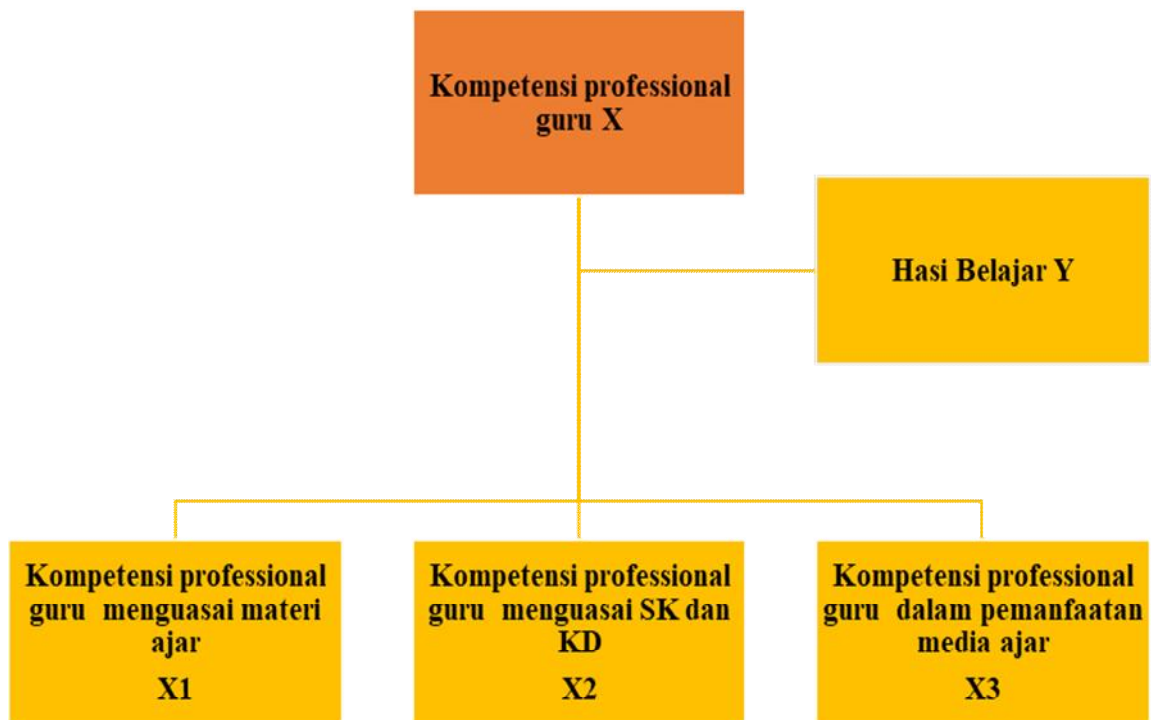 Kompetensi professional
guru X
Hasi Belajar Y
Kompetensi professional
guru menguasai materi
ajar
X1
Kompetensi professional
guru menguasai SK dan
KD
X2
Kompetensi professional
guru dalam pemanfaatan
media ajar
X3